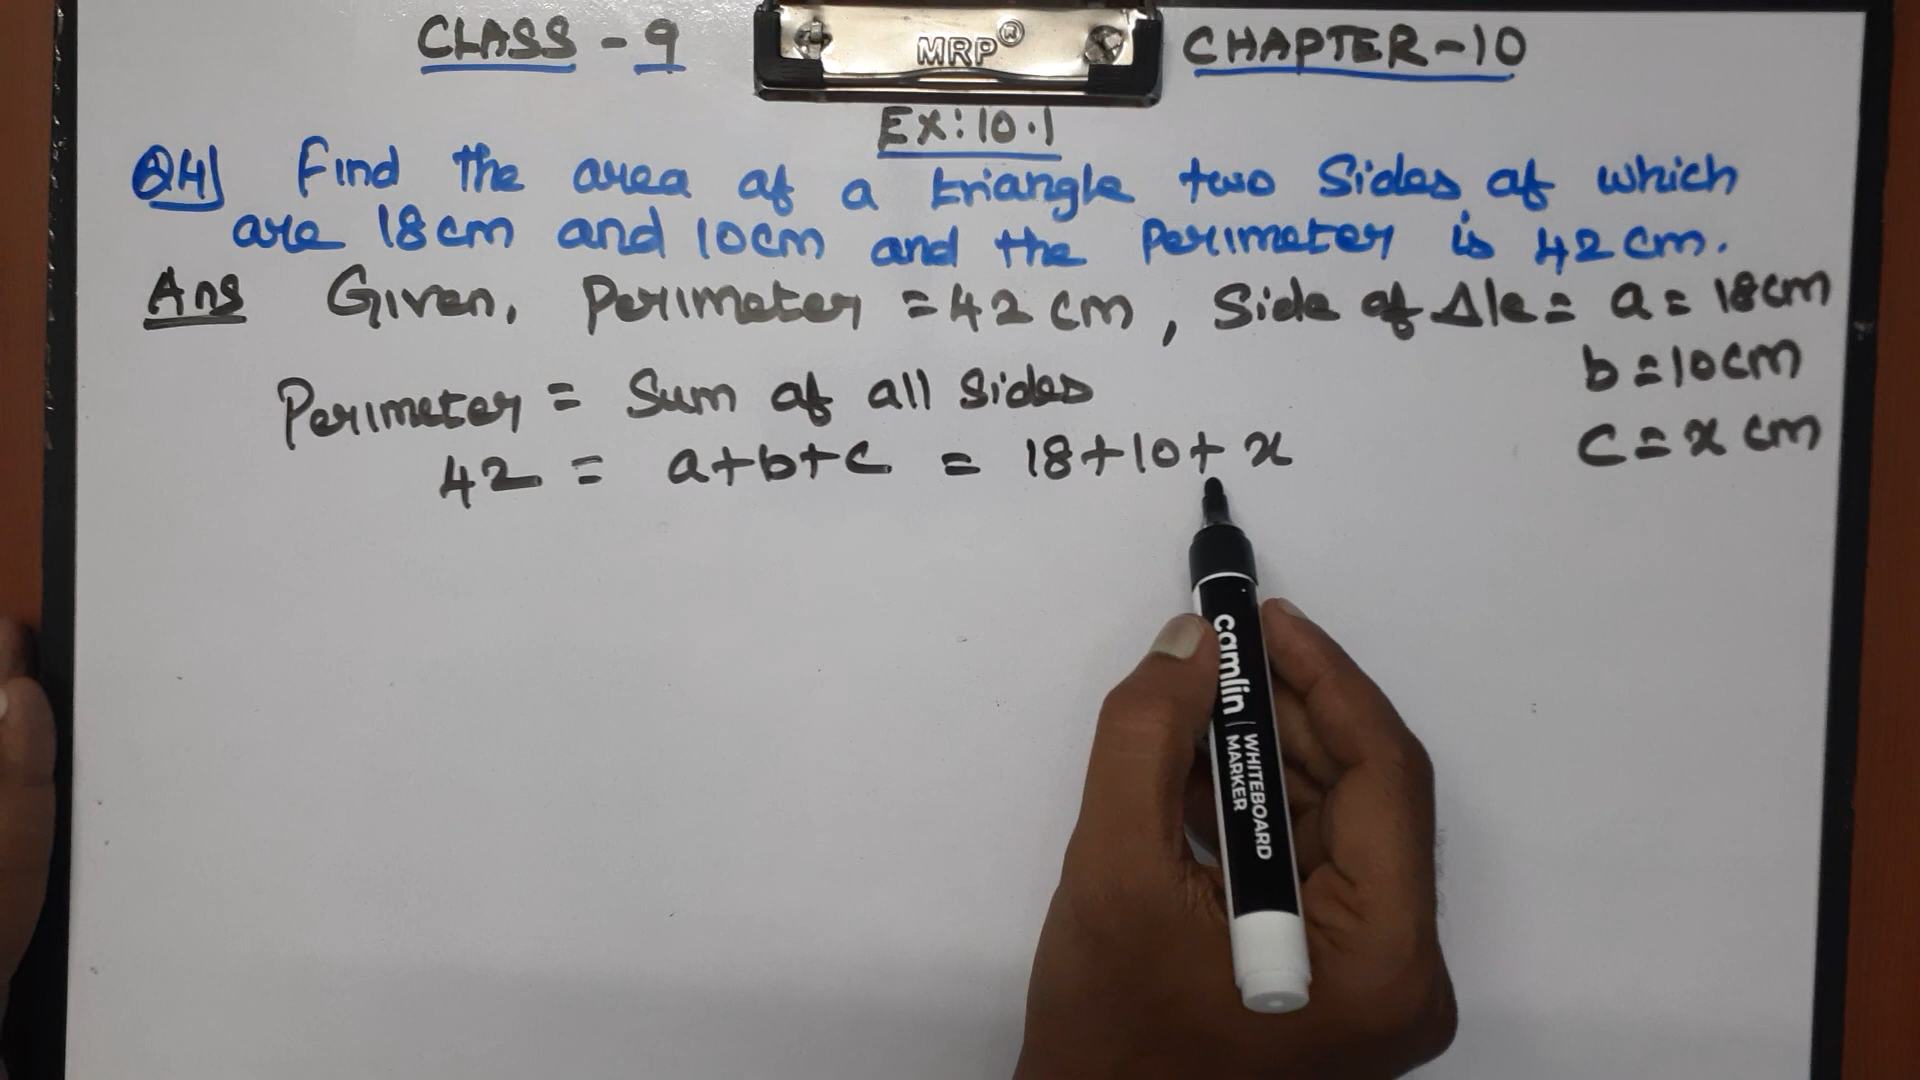 CLASS - 9
MRP®
CHAPTER-10
Ex: 10.1
Q4) Find the area of a triangle two sides of which
are 18cm and 10cm and the perimeter is 42cm.
Ans Given, Perimeter = 42cm, Side of Δle = a = 18cm
b = 10cm
Perimeter = Sum of all sides
c = x cm
42 = a+b+c = 18+10+x
camlin WHITEBOARD MARKER